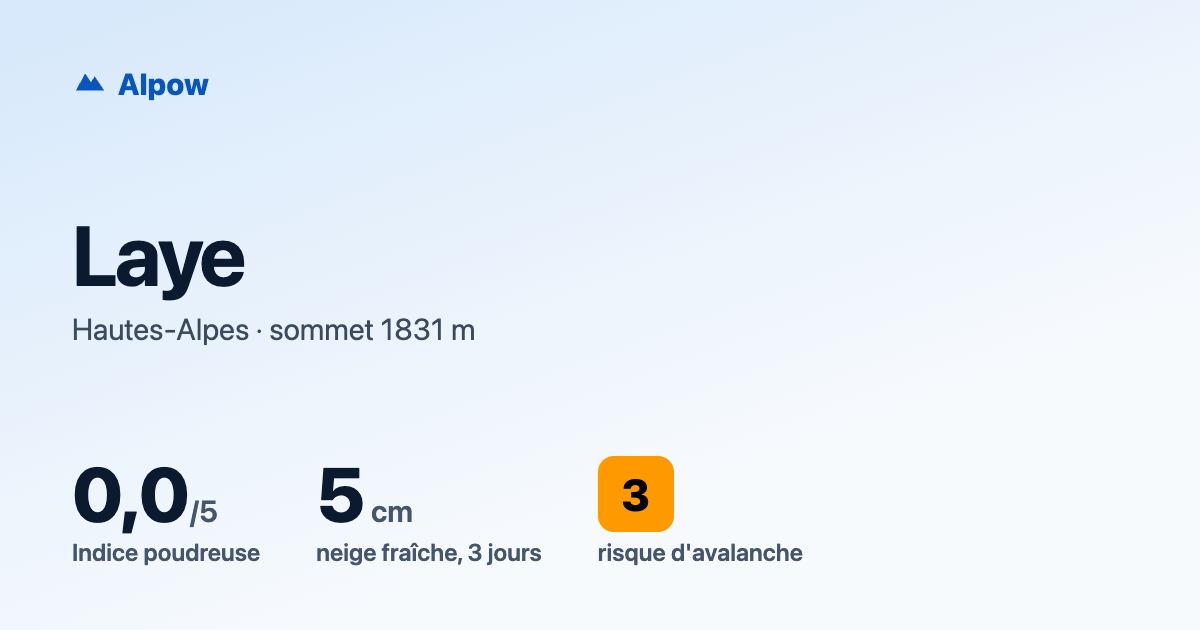 Alpow
Laye
Hautes-Alpes · sommet 1831 m
0,0/5
Indice poudreuse
5 cm
neige fraîche, 3 jours
3
risque d'avalanche